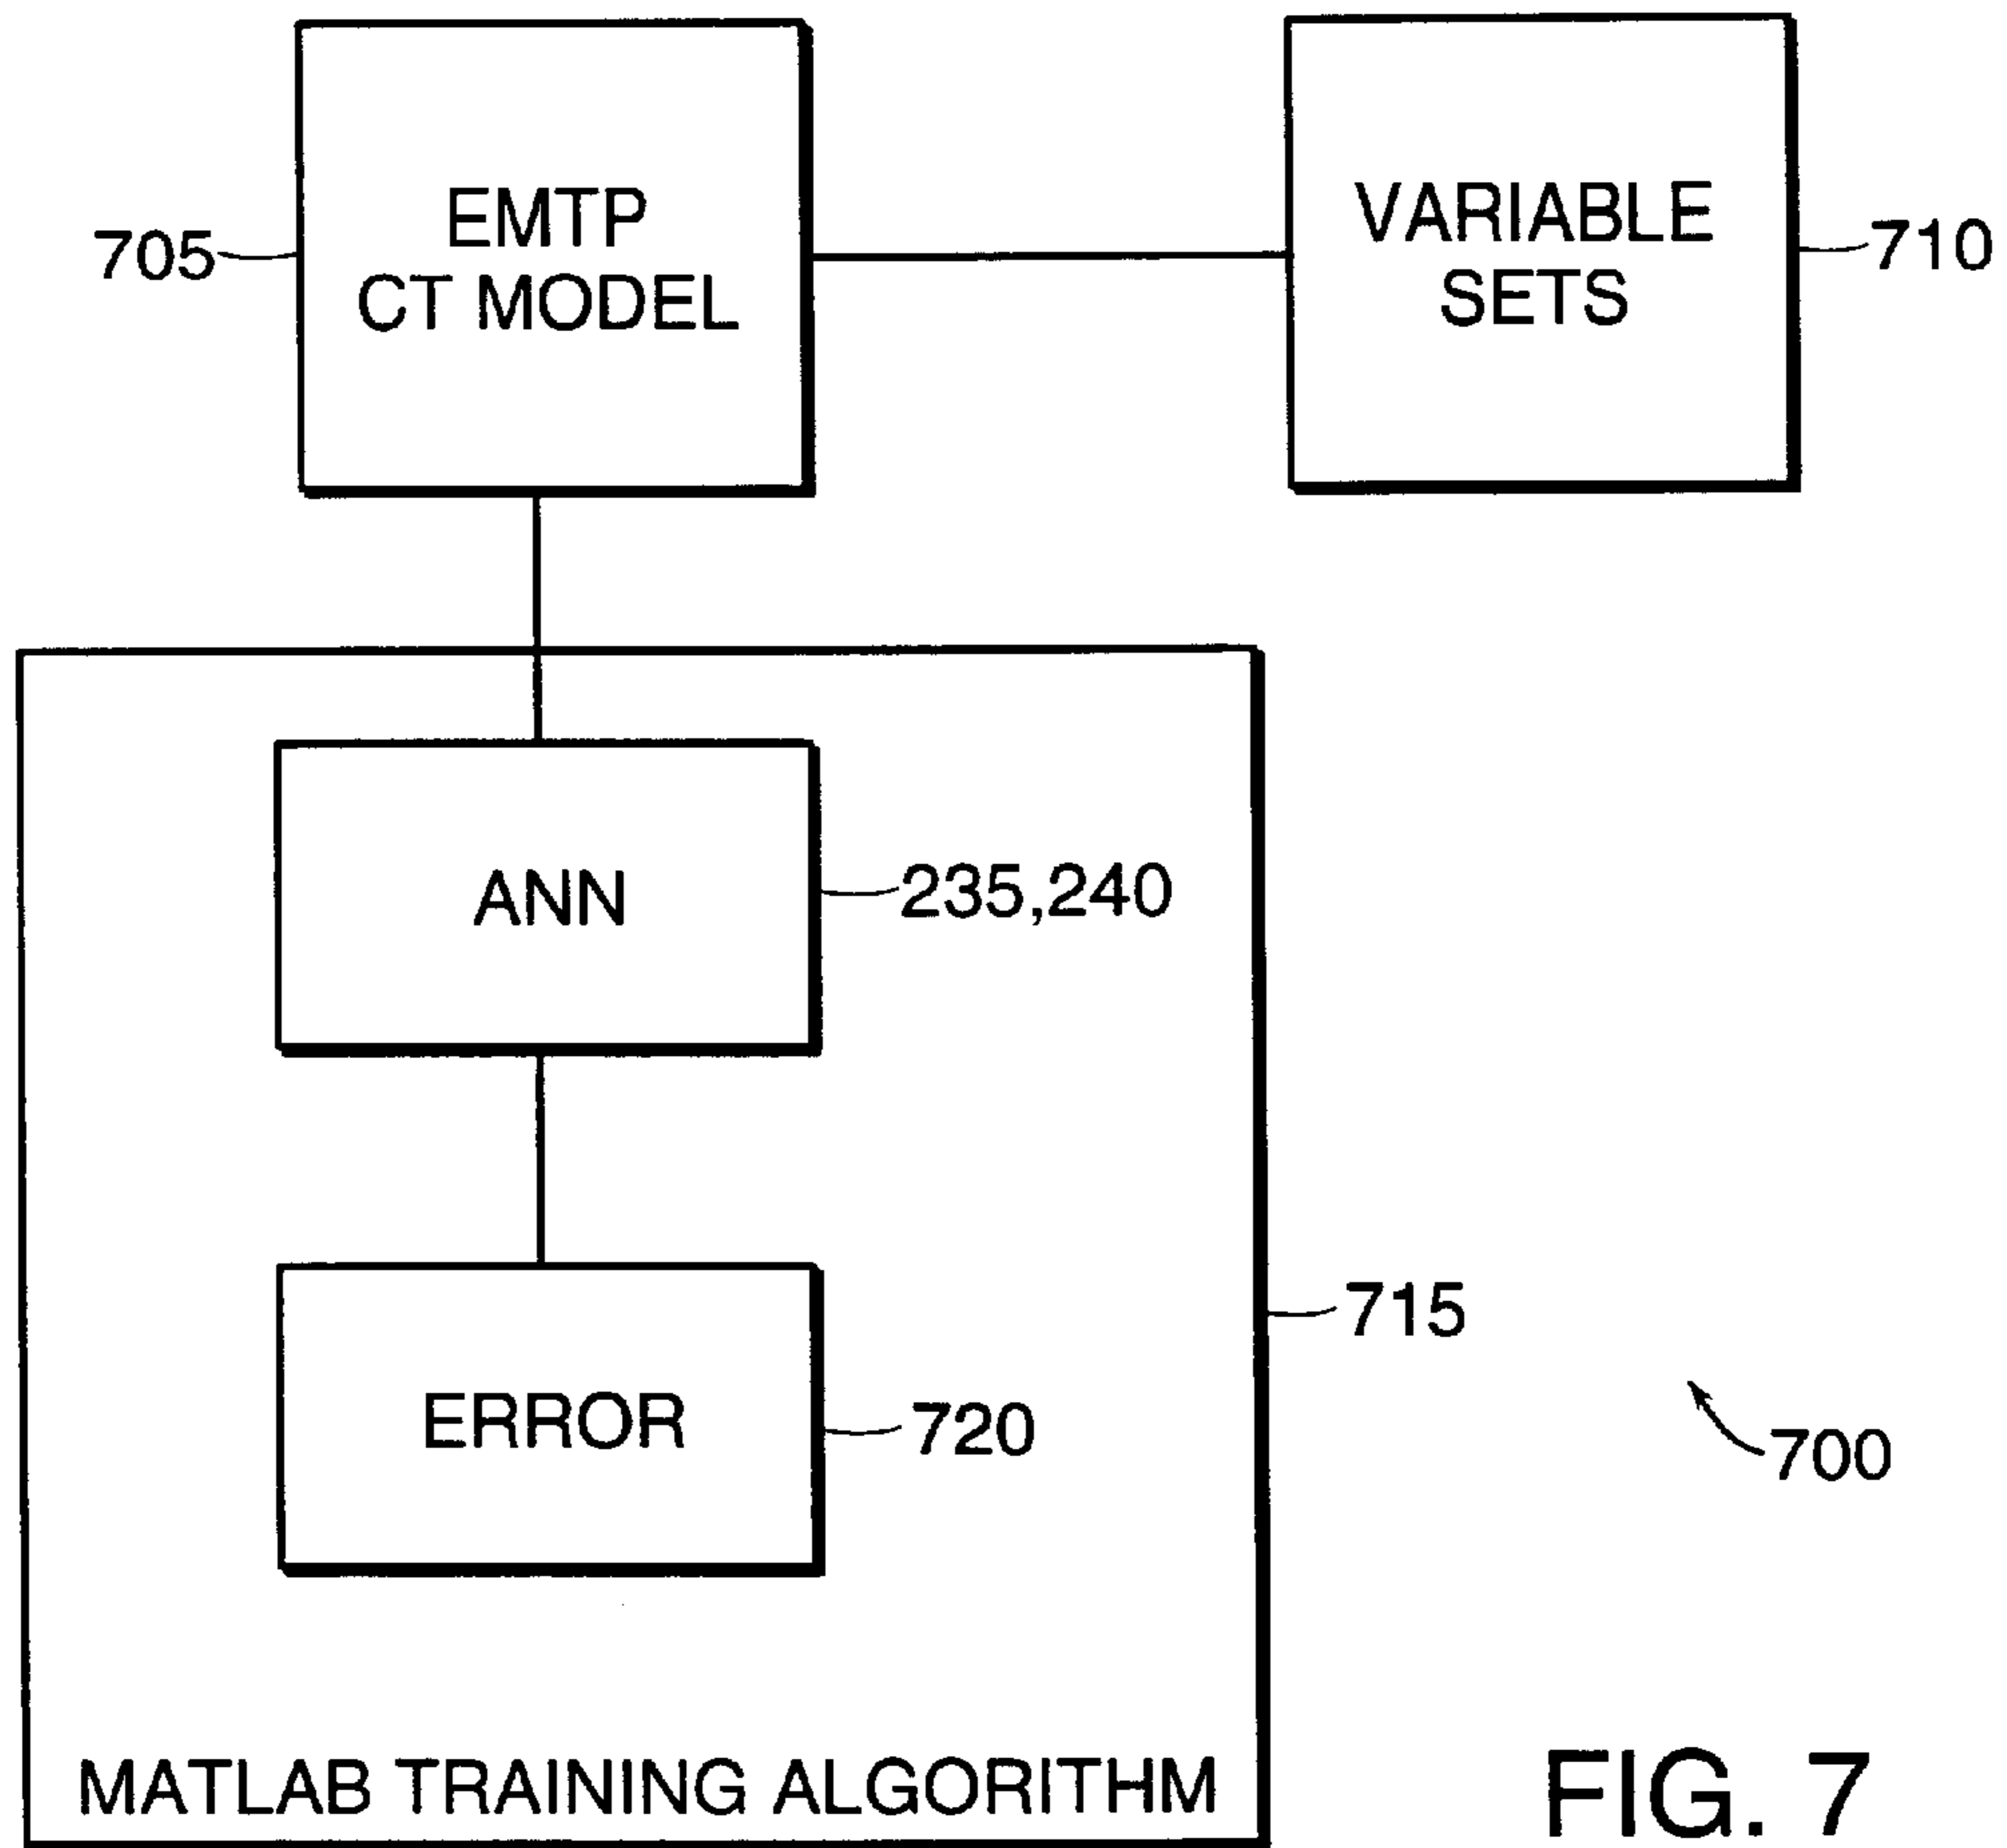 705
EMTP
CT MODEL
VARIABLE
SETS
710
ANN
235,240
ERROR
720
715
700
MATLAB TRAINING ALGORITHM
FIG. 7